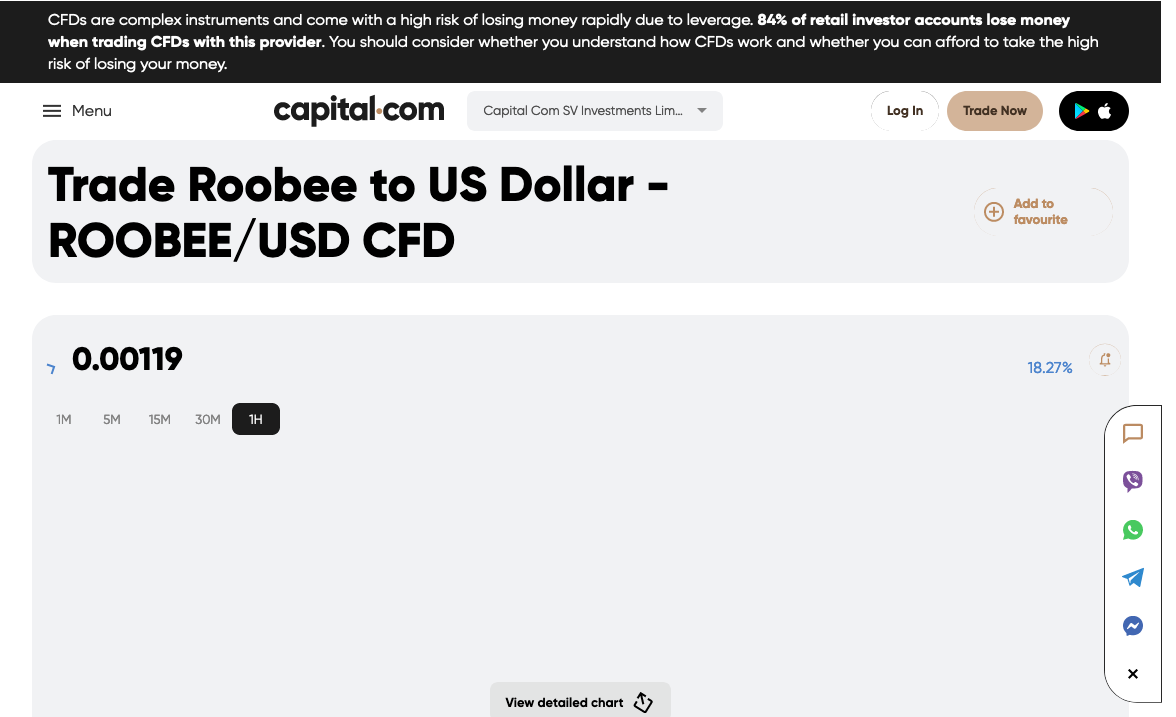 CFDs are complex instruments and come with a high risk of losing money rapidly due to leverage. 84% of retail investor accounts lose money
when trading CFDs with this provider. You should consider whether you understand how CFDs work and whether you can afford to take the high
risk of losing your money.
Menu
capital.com
Capital Com SV Investments Lim...
Log In
Trade Now
Trade Roobee to US Dollar -
ROOBEE/USD CFD
Add to
favourite
0.00119
18.27%
1M 5M 15M 30M 1H
View detailed chart